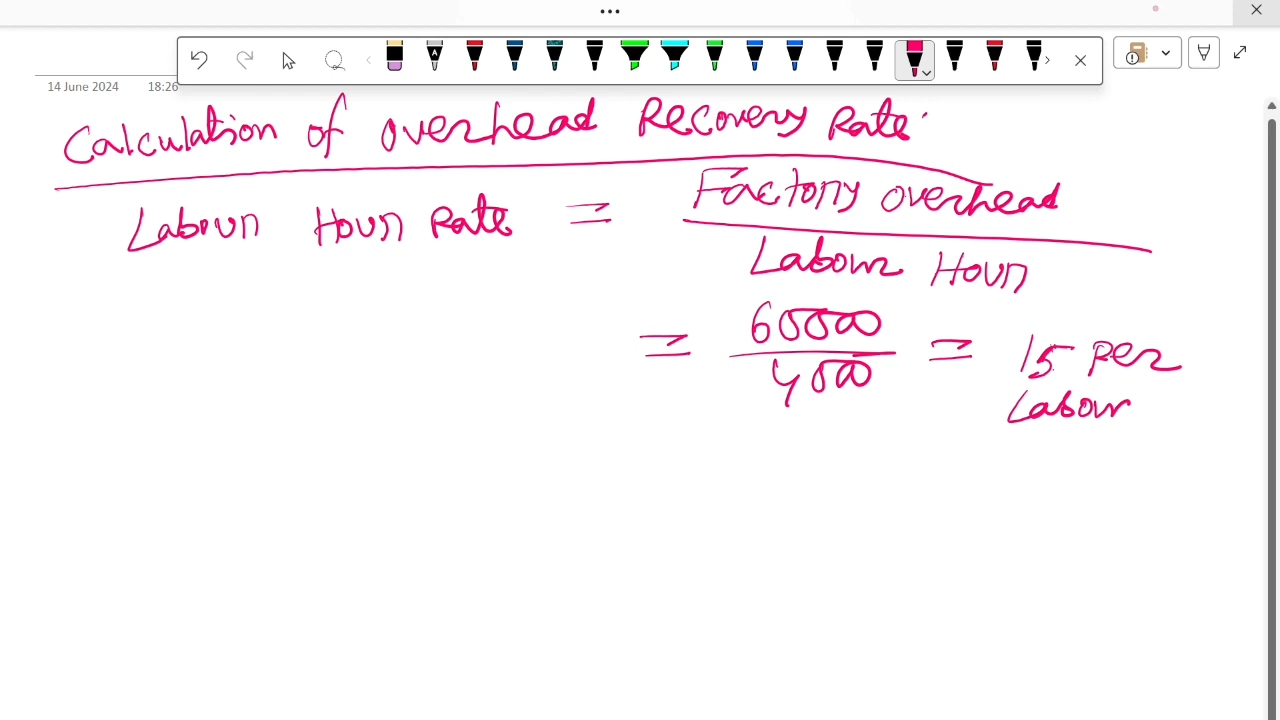 14 June 2024 18:26
Calculation of overhead Recovery Rate.
Labour Hour Rate = Factory overhead
Labour Hour
= 60000 / 4000 = 15 Per
Labour